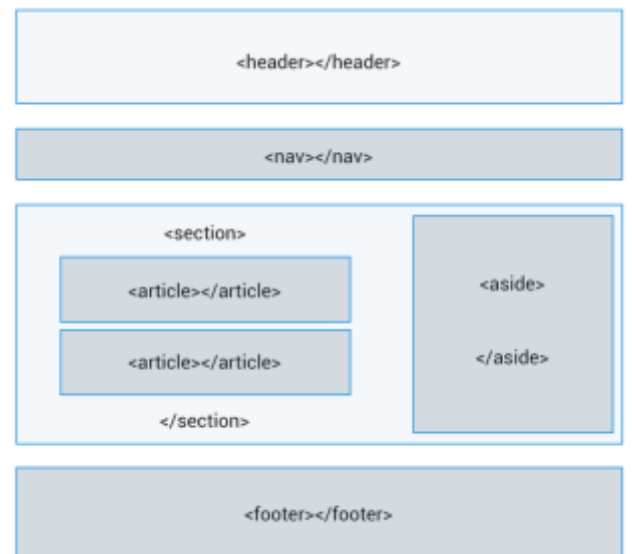 <header></header>
<nav></nav>
<section>
<article></article>
<article></article>
</section>
<aside>
</aside>
<footer></footer>